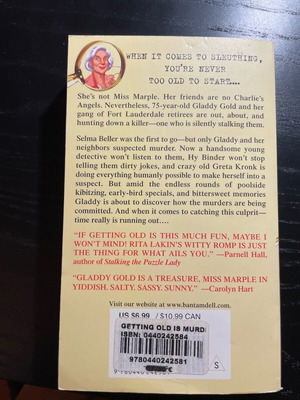 WHEN IT COMES TO SLEUTHING,
YOU'RE NEVER
TOO OLD TO START....
She's not Miss Marple. Her friends are no Charlie's
Angels. Nevertheless, 75-year-old Gladdy Gold and her
gang of Fort Lauderdale retirees are out, about, and
hunting down a killer—one who is silently stalking them.
Selma Beller was the first to go—but only Gladdy and her
neighbors suspected murder. Now a handsome young
detective won't listen to them, Hy Binder won't stop
telling them dirty jokes, and crazy old Greta Kronk is
doing everything humanly possible to make herself into a
suspect. But amid the endless rounds of poolside
kibitzing, early-bird specials, and bittersweet memories
Gladdy is about to discover how the murders are being
committed. And when it comes to catching this culprit—
time really is running out....
"IF GETTING OLD IS THIS MUCH FUN, MAYBE I
WON'T MIND! RITA LAKIN'S WITTY ROMP IS JUST
THE THING FOR WHAT AILS YOU." —Parnell Hall,
author of Stalking the Puzzle Lady
"GLADDY GOLD IS A TREASURE, MISS MARPLE IN
YIDDISH. SALTY. SASSY. SUNNY." —Carolyn Hart
Visit our website at www.bantamdell.com
US $6.99 / $10.99 CAN
GETTING OLD IS MURD
ISBN: 0440242584
9780440242581
S